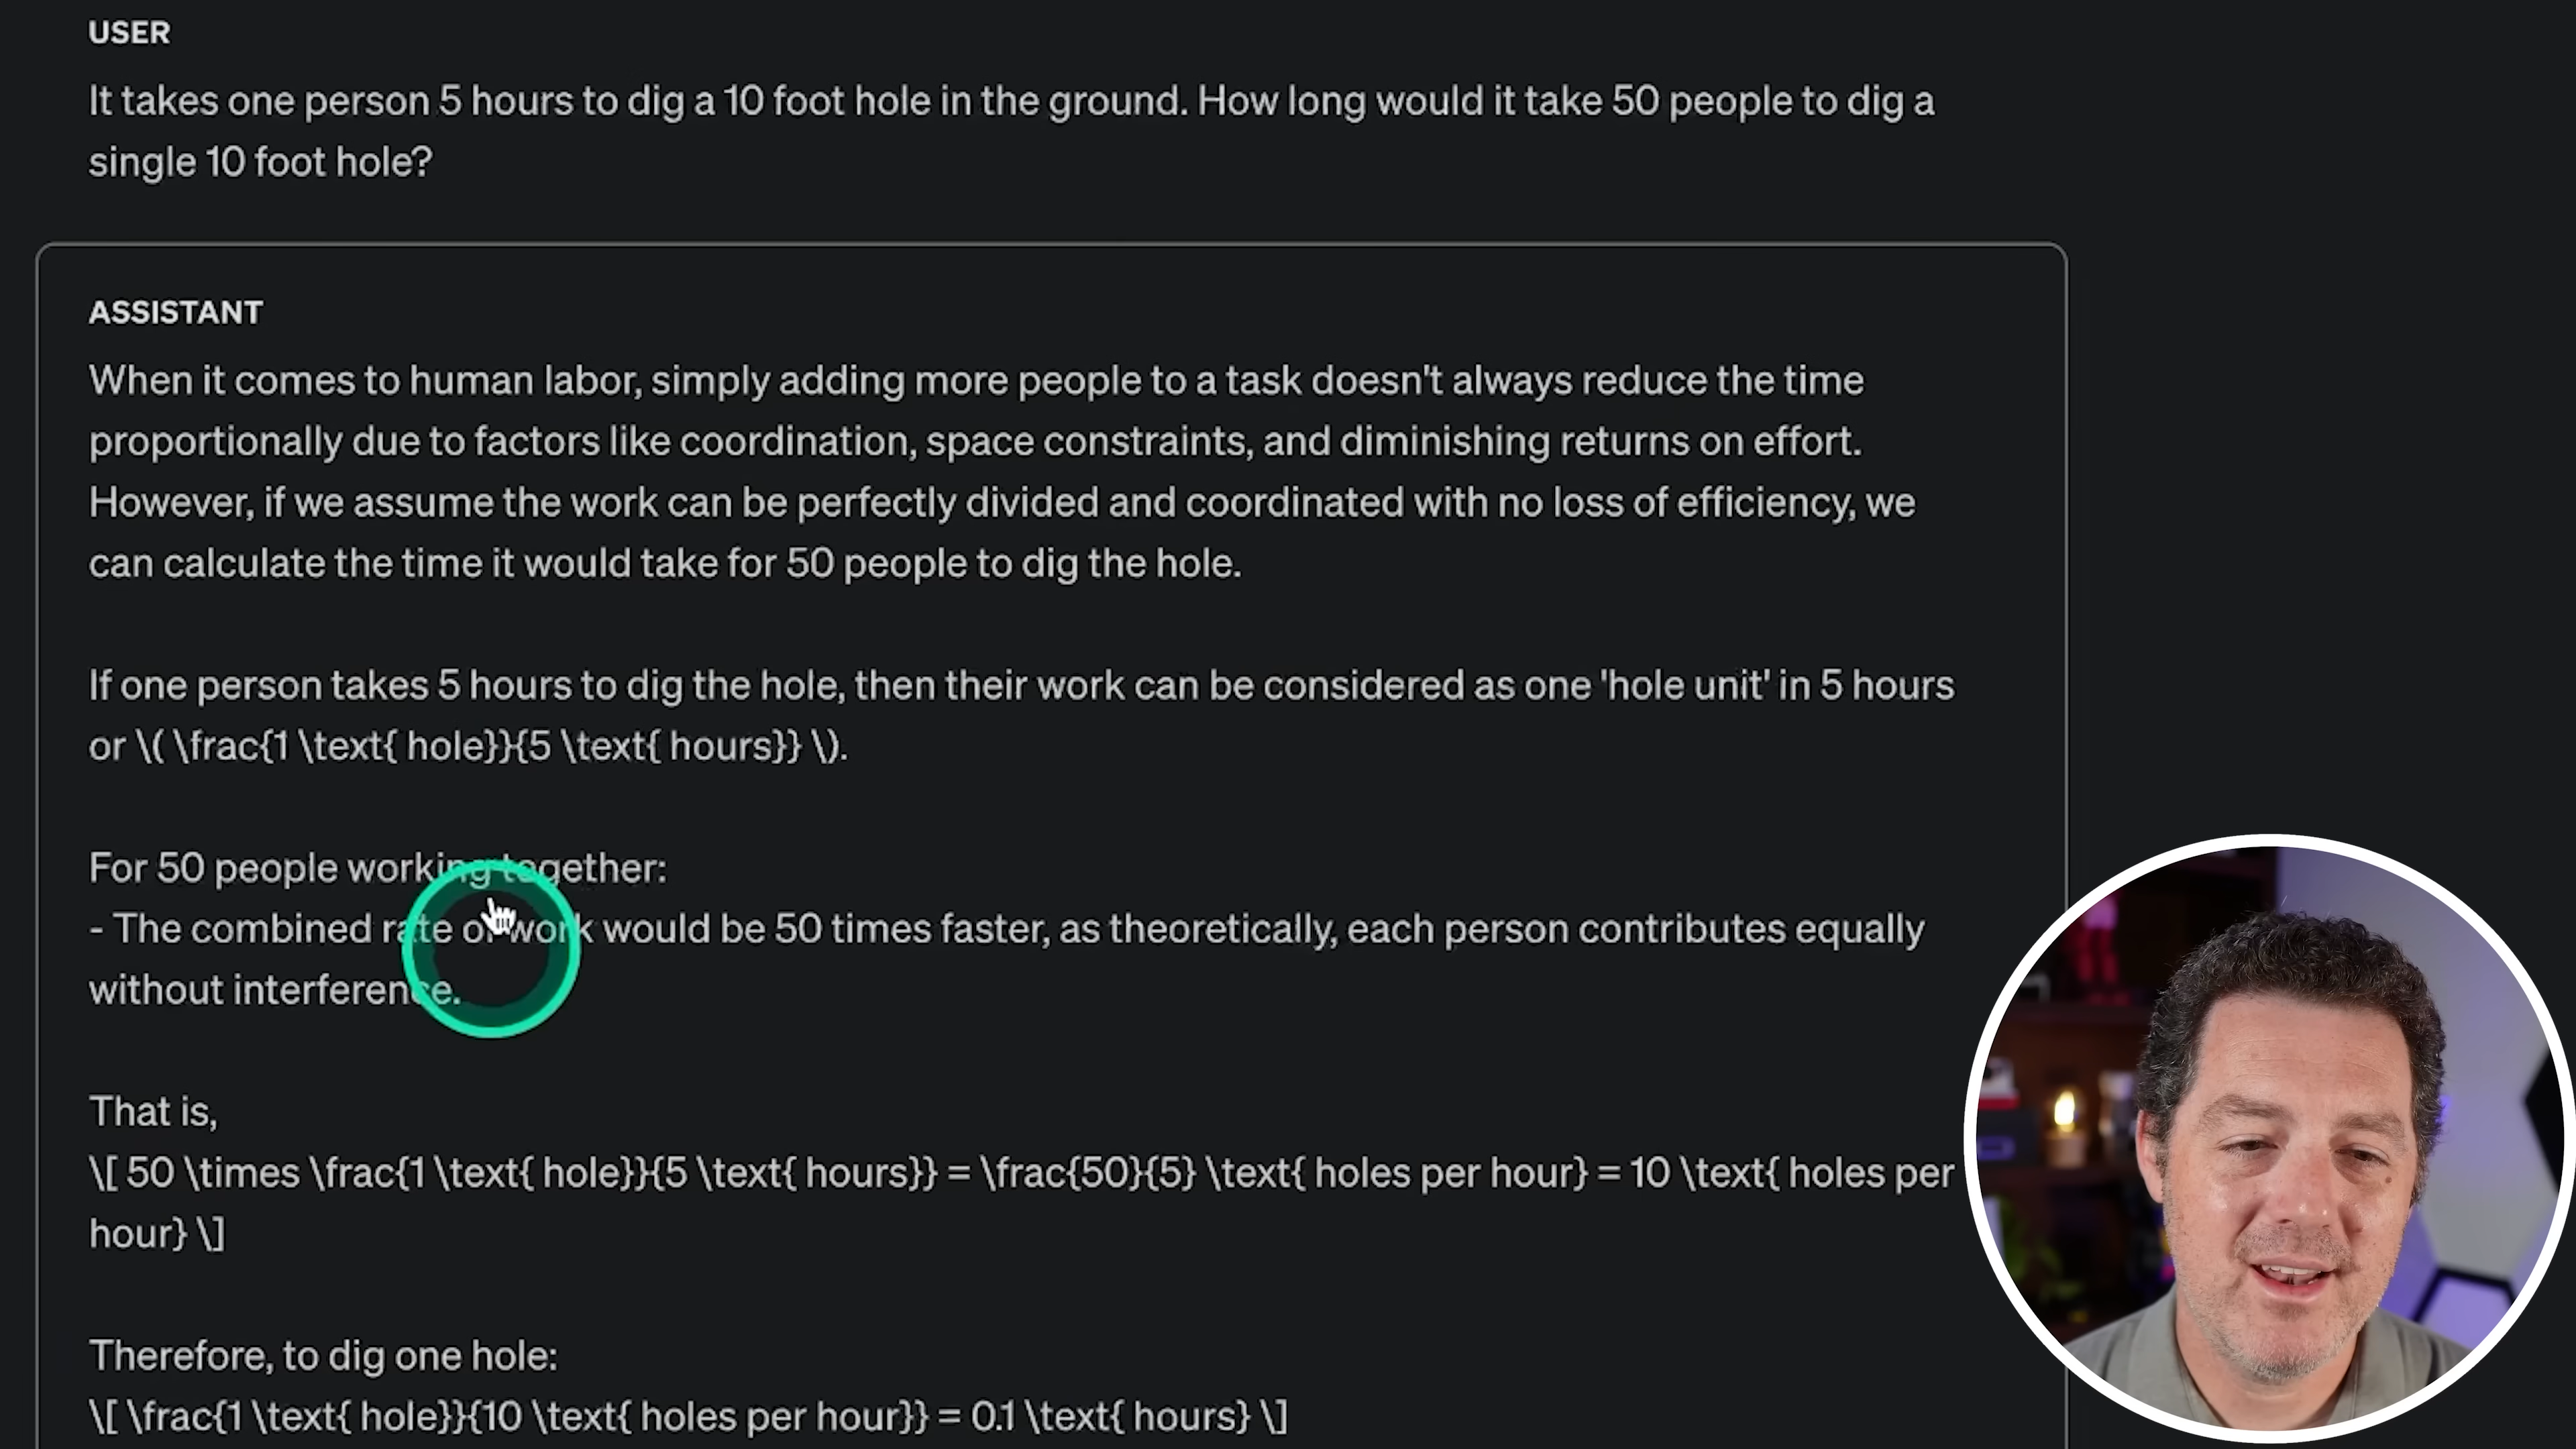 USER
It takes one person 5 hours to dig a 10 foot hole in the ground. How long would it take 50 people to dig a
single 10 foot hole?
ASSISTANT
When it comes to human labor, simply adding more people to a task doesn't always reduce the time
proportionally due to factors like coordination, space constraints, and diminishing returns on effort.
However, if we assume the work can be perfectly divided and coordinated with no loss of efficiency, we
can calculate the time it would take for 50 people to dig the hole.
If one person takes 5 hours to dig the hole, then their work can be considered as one 'hole unit' in 5 hours
or \( \frac{1 \text{ hole}}{5 \text{ hours}} \).
For 50 people working together:
- The combined rate of work would be 50 times faster, as theoretically, each person contributes equally
without interference.
That is,
\[ 50 \times \frac{1 \text{ hole}}{5 \text{ hours}} = \frac{50}{5} \text{ holes per hour} = 10 \text{ holes per
hour} \]
Therefore, to dig one hole:
\[ \frac{1 \text{ hole}}{10 \text{ holes per hour}} = 0.1 \text{ hours} \]